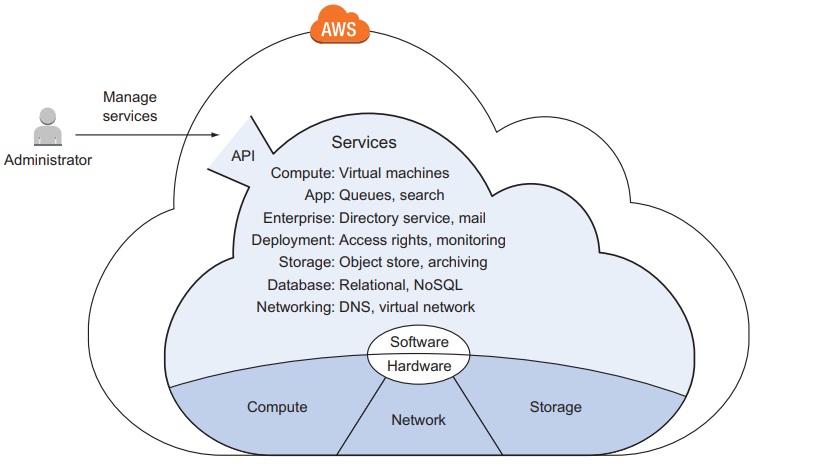 AWS
Manage
services
Administrator
API
Services
Compute: Virtual machines
App: Queues, search
Enterprise: Directory service, mail
Deployment: Access rights, monitoring
Storage: Object store, archiving
Database: Relational, NoSQL
Networking: DNS, virtual network
Software
Hardware
Compute
Network
Storage